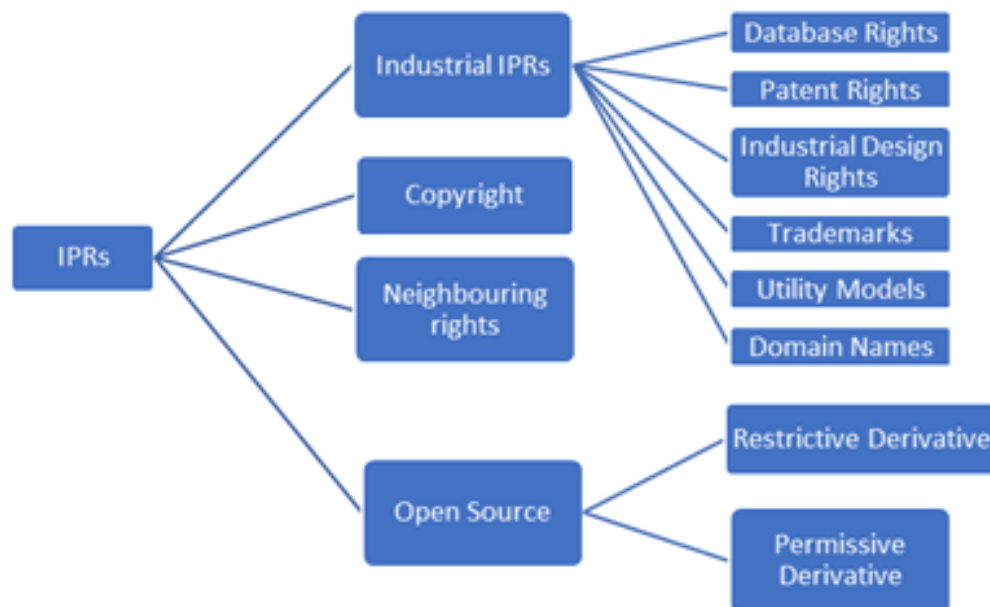 IPRs
Industrial IPRs
Copyright
Neighbouring
rights
Open Source
Database Rights
Patent Rights
Industrial Design
Rights
Trademarks
Utility Models
Domain Names
Restrictive Derivative
Permissive
Derivative